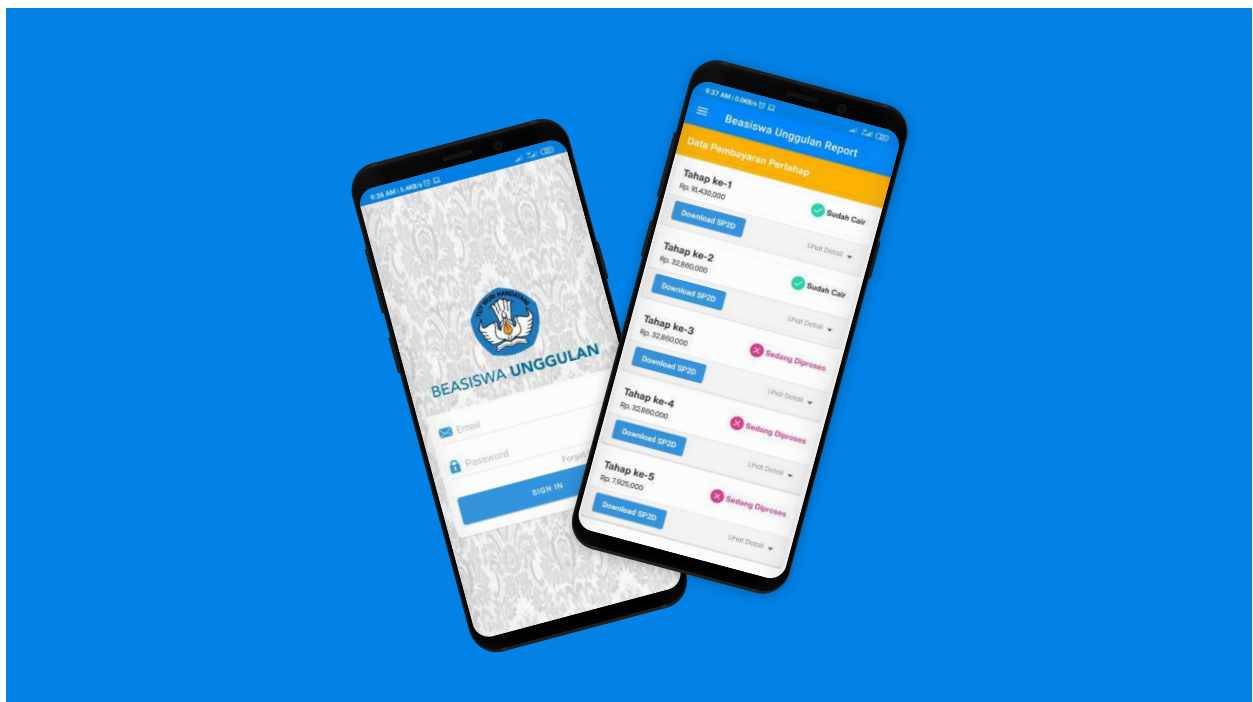 9:36 AM | 5.4KB/s
TUT WURI HANDAYANI
BEASISWA UNGGULAN
Email
Password
Forgot
SIGN IN
9:37 AM | 0.0KB/s
Beasiswa Unggulan Report
Data Pembayaran Pertahap
Tahap ke-1
Rp. 16,430,000
Sudah Cair
Download SP2D
Lihat Detail
Tahap ke-2
Rp. 32,860,000
Sudah Cair
Download SP2D
Lihat Detail
Tahap ke-3
Rp. 32,860,000
Sedang Diproses
Download SP2D
Lihat Detail
Tahap ke-4
Rp. 32,860,000
Sedang Diproses
Download SP2D
Lihat Detail
Tahap ke-5
Rp. 7,925,000
Sedang Diproses
Download SP2D
Lihat Detail